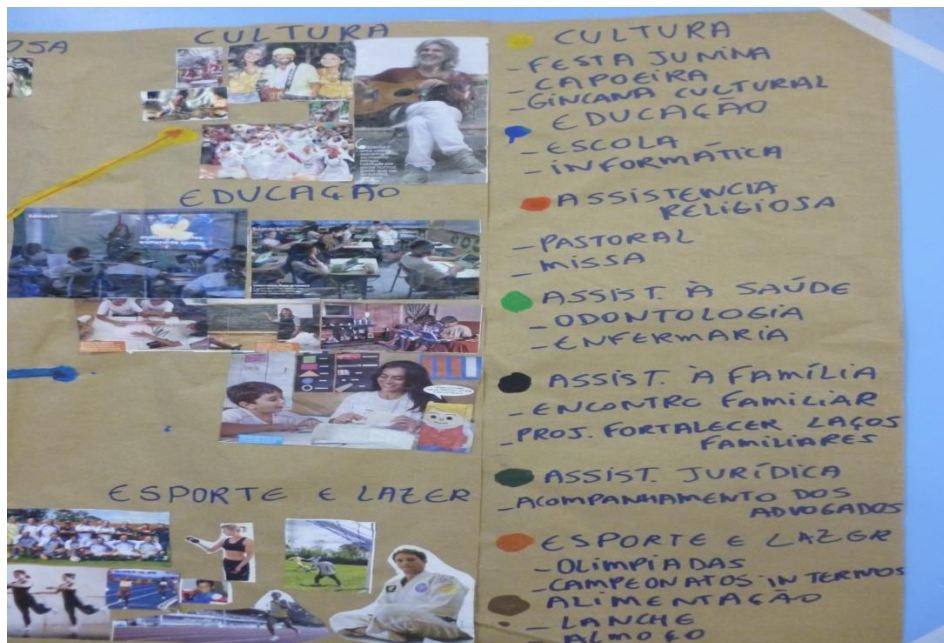 OSA
CULTURA
EDUCAÇÃO
Educação
ESPORTE E LAZER
CULTURA
- FESTA JUNINA
- CAPOEIRA
- GINCANA CULTURAL
EDUCAÇÃO
- ESCOLA
- INFORMÁTICA
ASSISTENCIA
RELIGIOSA
- PASTORAL
- MISSA
ASSIST. À SAÚDE
- ODONTOLOGIA
- ENFERMARIA
ASSIST. À FAMÍLIA
- ENCONTRO FAMILIAR
- PROJ. FORTALECER LAÇOS
FAMILIARES
ASSIST. JURÍDICA
- ACOMPANHAMENTO DOS
ADVOGADOS
ESPORTE E LAZER
- OLIMPÍADAS
- CAMPEONATOS INTERNOS
ALIMENTAÇÃO
- LANCHE
ALMOÇO